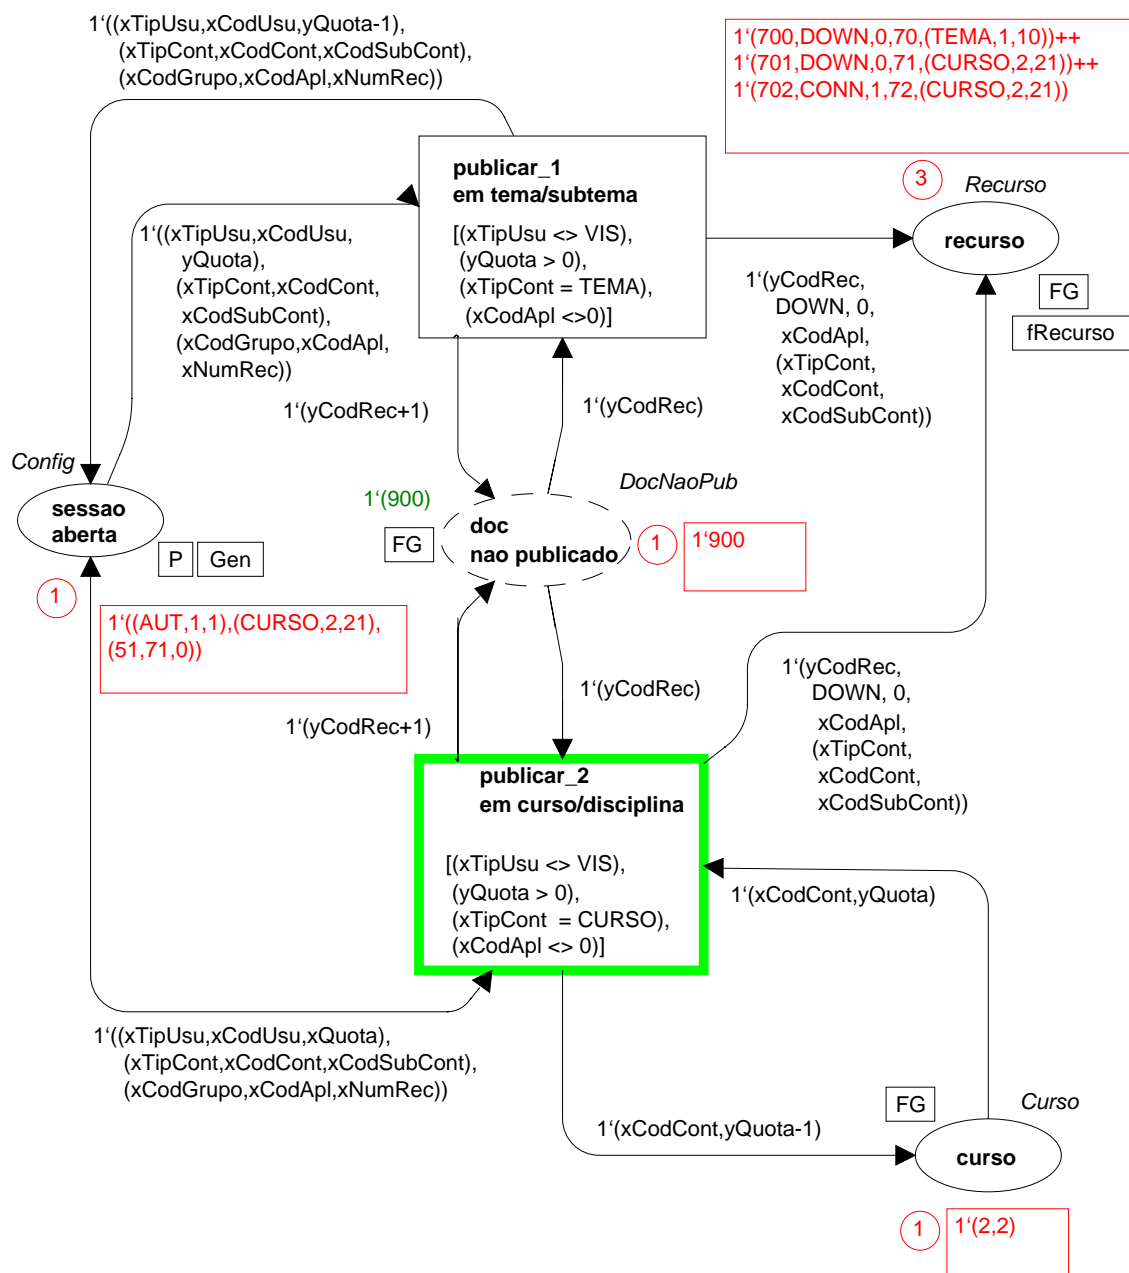 1‘((xTipUsu,xCodUsu,yQuota-1),
(xTipCont,xCodCont,xCodSubCont),
(xCodGrupo,xCodApl,xNumRec))
1‘(700,DOWN,0,70,(TEMA,1,10))++
1‘(701,DOWN,0,71,(CURSO,2,21))++
1‘(702,CONN,1,72,(CURSO,2,21))
publicar_1
em tema/subtema
[(xTipUsu <> VIS),
(yQuota > 0),
(xTipCont = TEMA),
(xCodApl <>0)]
3
Recurso
recurso
FG
fRecurso
1‘((xTipUsu,xCodUsu,
yQuota),
(xTipCont,xCodCont,
xCodSubCont),
(xCodGrupo,xCodApl,
xNumRec))
1‘(yCodRec,
DOWN, 0,
xCodApl,
(xTipCont,
xCodCont,
xCodSubCont))
1‘(yCodRec+1)
1‘(yCodRec)
Config
sessao
aberta
P
Gen
1
1‘((AUT,1,1),(CURSO,2,21),
(51,71,0))
DocNaoPub
1‘(900)
FG
doc
nao publicado
1
1‘900
1‘(yCodRec+1)
1‘(yCodRec)
1‘(yCodRec,
DOWN, 0,
xCodApl,
(xTipCont,
xCodCont,
xCodSubCont))
publicar_2
em curso/disciplina
[(xTipUsu <> VIS),
(yQuota > 0),
(xTipCont = CURSO),
(xCodApl <> 0)]
1‘(xCodCont,yQuota)
1‘((xTipUsu,xCodUsu,xQuota),
(xTipCont,xCodCont,xCodSubCont),
(xCodGrupo,xCodApl,xNumRec))
1‘(xCodCont,yQuota-1)
FG
Curso
curso
1
1‘(2,2)